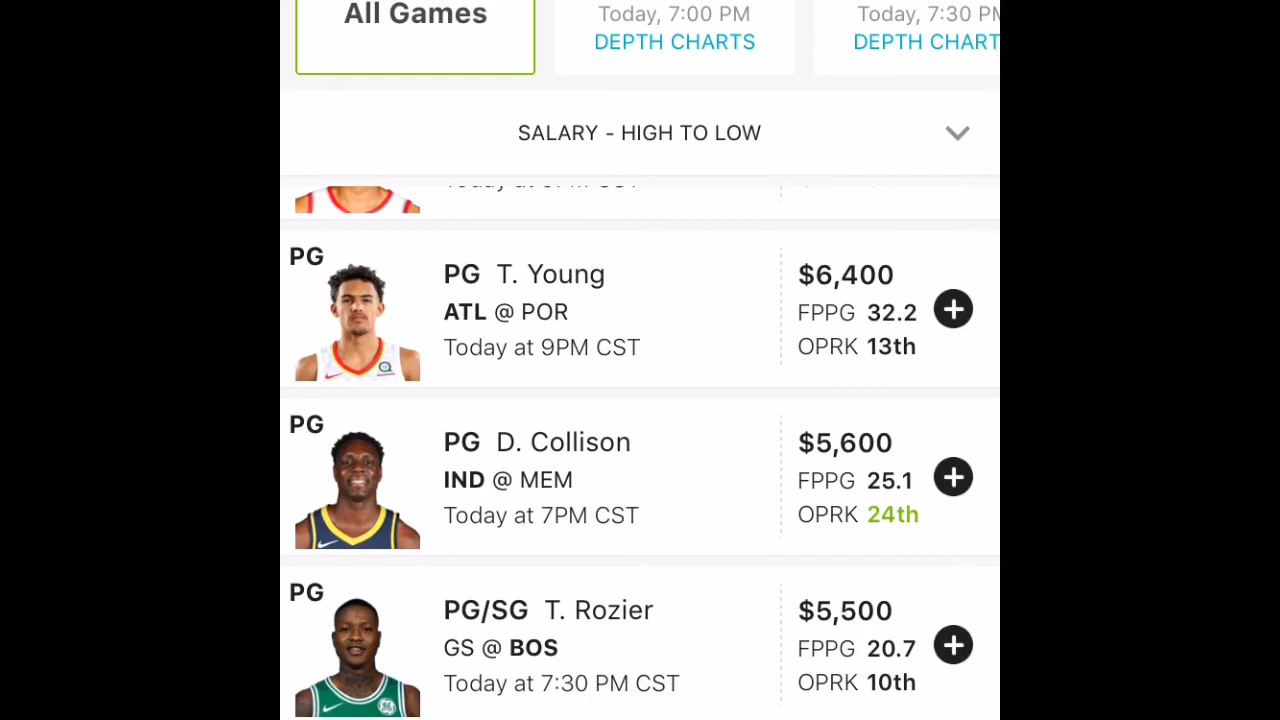 All Games
Today, 7:00 PM
DEPTH CHARTS
Today, 7:30 PM
DEPTH CHART
SALARY - HIGH TO LOW
PG
PG T. Young
ATL @ POR
Today at 9PM CST
$6,400
FPPG 32.2
OPRK 13th
PG
PG D. Collison
IND @ MEM
Today at 7PM CST
$5,600
FPPG 25.1
OPRK 24th
PG
PG/SG T. Rozier
GS @ BOS
Today at 7:30 PM CST
$5,500
FPPG 20.7
OPRK 10th